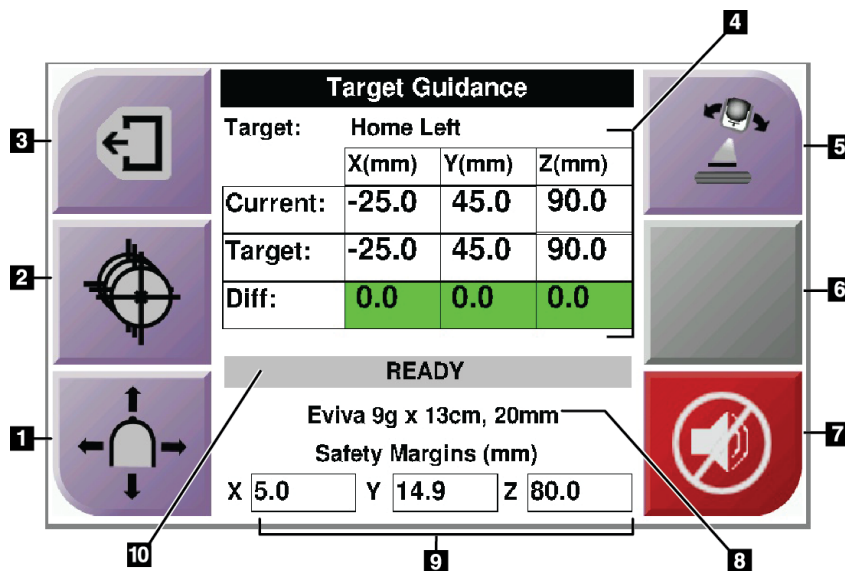 4
Target Guidance
3
Target: Home Left
5
X(mm) Y(mm) Z(mm)
Current: -25.0 45.0 90.0
Target: -25.0 45.0 90.0
2
6
Diff: 0.0 0.0 0.0
READY
1
Eviva 9g x 13cm, 20mm
7
Safety Margins (mm)
X 5.0 Y 14.9 Z 80.0
10
9
8